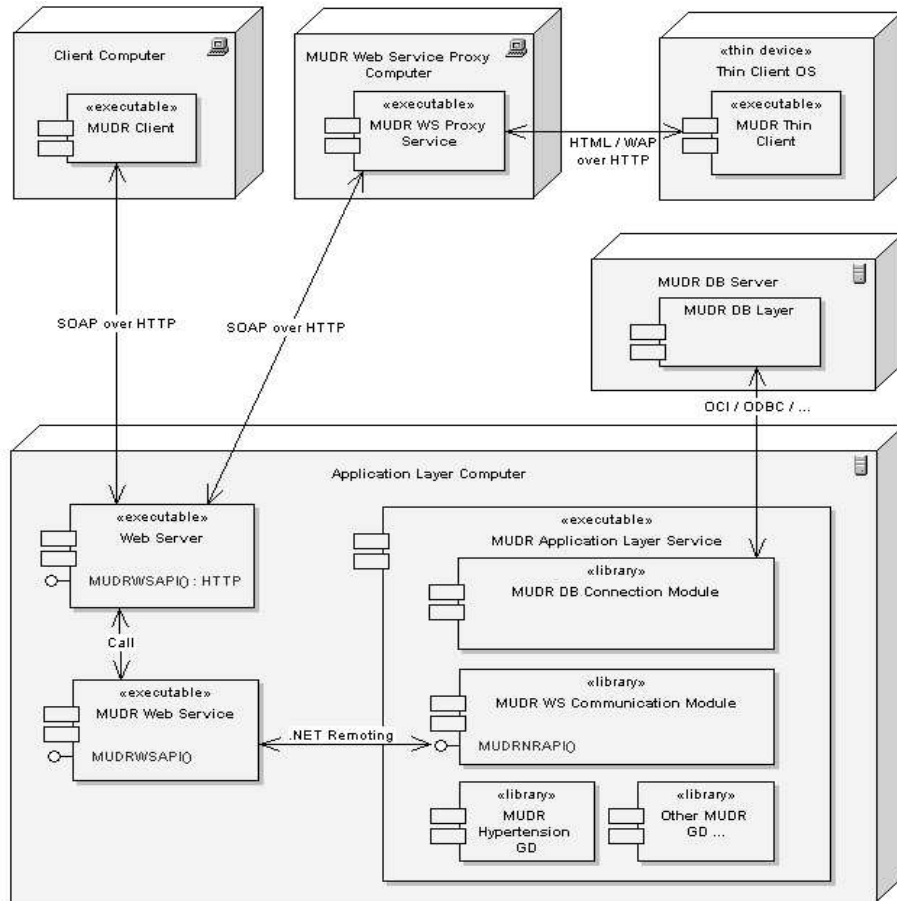 Client Computer
«executable»
MUDR Client
MUDR Web Service Proxy
Computer
«executable»
MUDR WS Proxy
Service
HTML / WAP
over HTTP
«thin device»
Thin Client OS
«executable»
MUDR Thin
Client
SOAP over HTTP
SOAP over HTTP
MUDR DB Server
MUDR DB Layer
OCI / ODBC / ...
Application Layer Computer
«executable»
Web Server
MUDRWSAPI() : HTTP
Call
«executable»
MUDR Web Service
MUDRWSAPI()
.NET Remoting
«executable»
MUDR Application Layer Service
«library»
MUDR DB Connection Module
«library»
MUDR WS Communication Module
MUDRNRAPI()
«library»
MUDR
Hypertension
GD
«library»
Other MUDR
GD ...